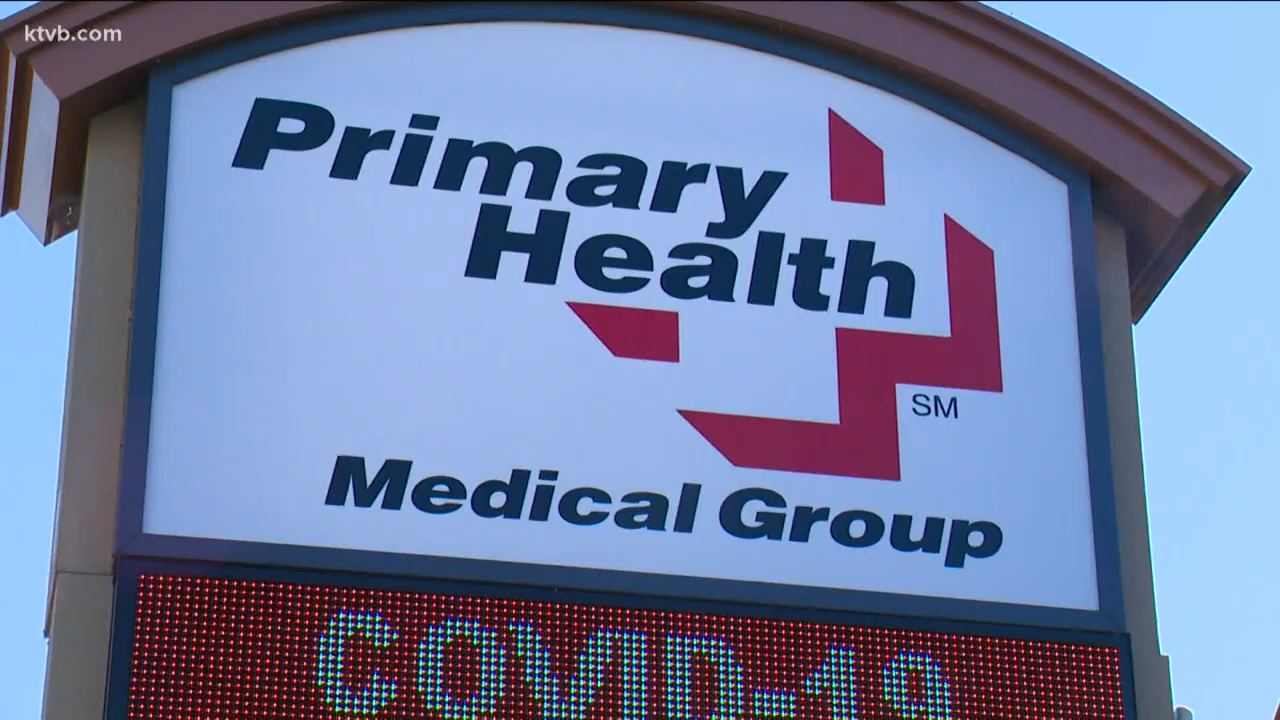 ktvb.com
Primary
Health
SM
Medical Group
COVID-19